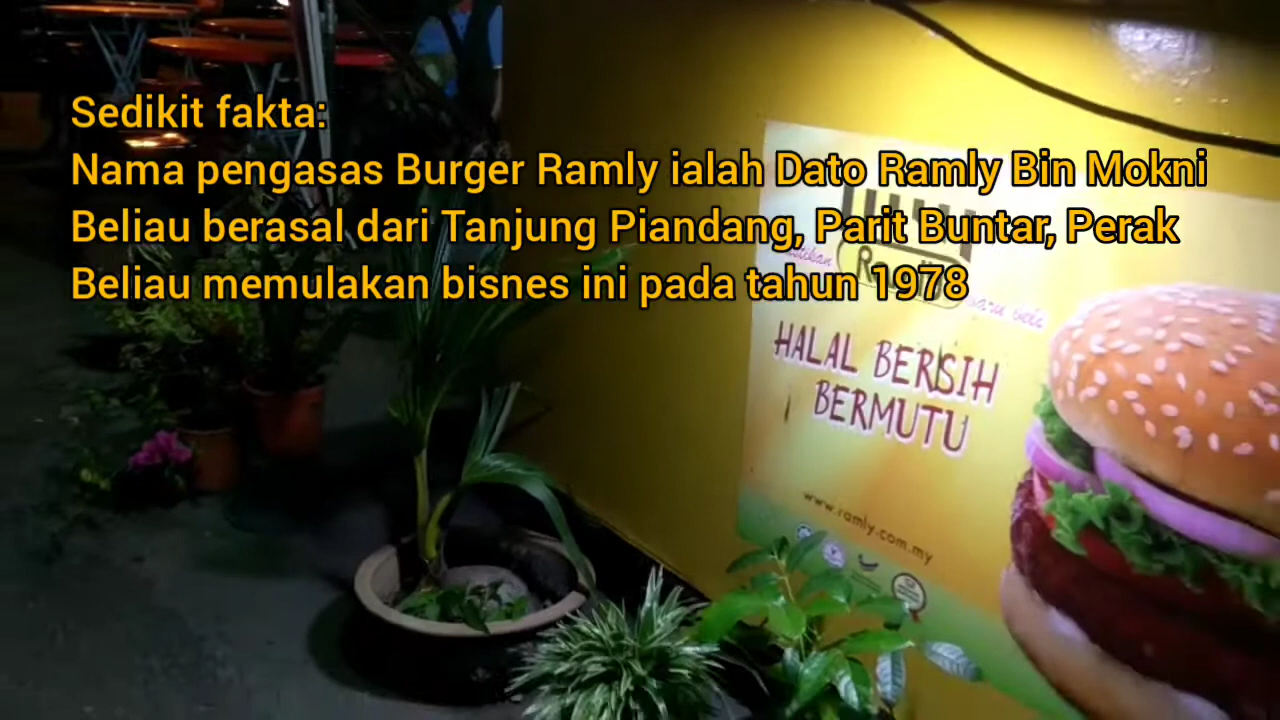 Sedikit fakta:
Nama pengasas Burger Ramly ialah Dato Ramly Bin Mokni
Beliau berasal dari Tanjung Piandang, Parit Buntar, Perak
Beliau memulakan bisnes ini pada tahun 1978
HALAL BERSIH
BERMUTU
www.ramly.com.my